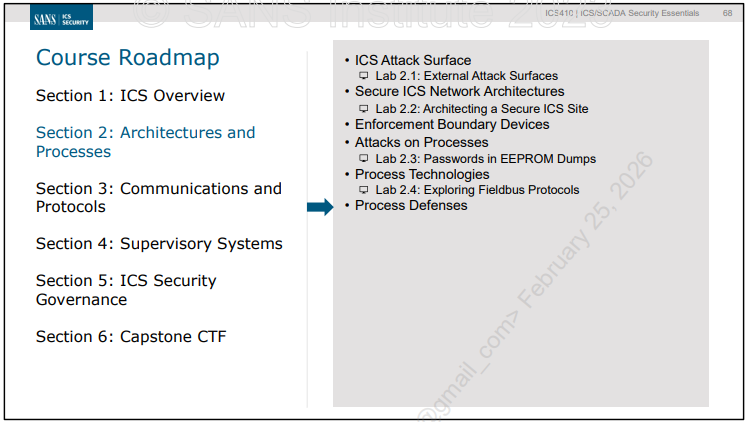 © SANS Institute 2026
SANS ICS SECURITY
ICS410 | ICS/SCADA Security Essentials 68
Course Roadmap
Section 1: ICS Overview
Section 2: Architectures and
Processes
Section 3: Communications and
Protocols
Section 4: Supervisory Systems
Section 5: ICS Security
Governance
Section 6: Capstone CTF
• ICS Attack Surface
Lab 2.1: External Attack Surfaces
• Secure ICS Network Architectures
Lab 2.2: Architecting a Secure ICS Site
• Enforcement Boundary Devices
• Attacks on Processes
Lab 2.3: Passwords in EEPROM Dumps
• Process Technologies
Lab 2.4: Exploring Fieldbus Protocols
• Process Defenses
@gmail_com> February 25, 2026